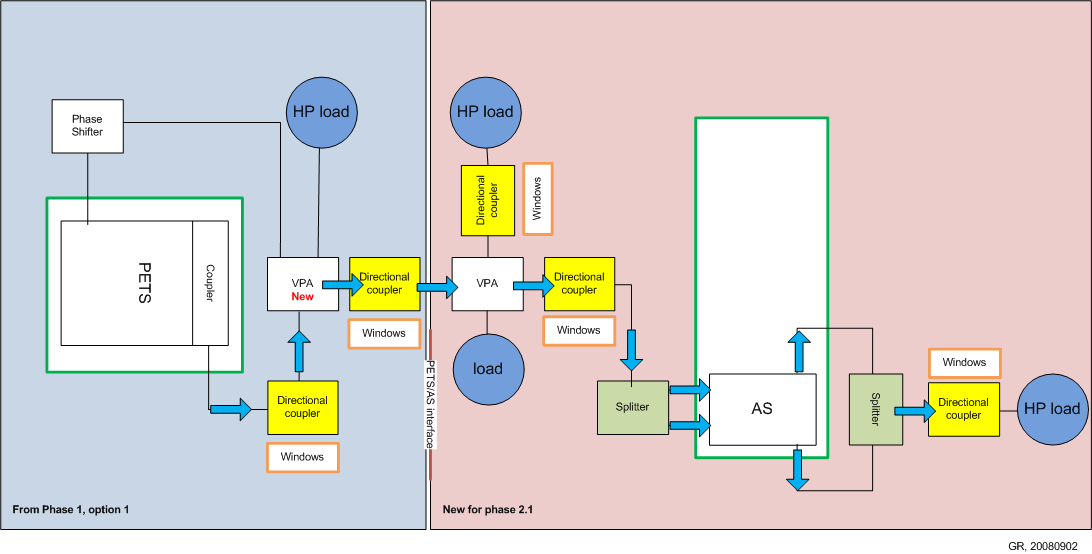 HP load
Phase
Shifter
PETS
Coupler
VPA
New
Directional
coupler
Windows
Directional
coupler
Windows
From Phase 1, option 1
PETS/AS interface
HP load
Directional
coupler
Windows
VPA
load
Directional
coupler
Windows
Splitter
AS
Splitter
Windows
Directional
coupler
HP load
New for phase 2.1
GR, 20080902